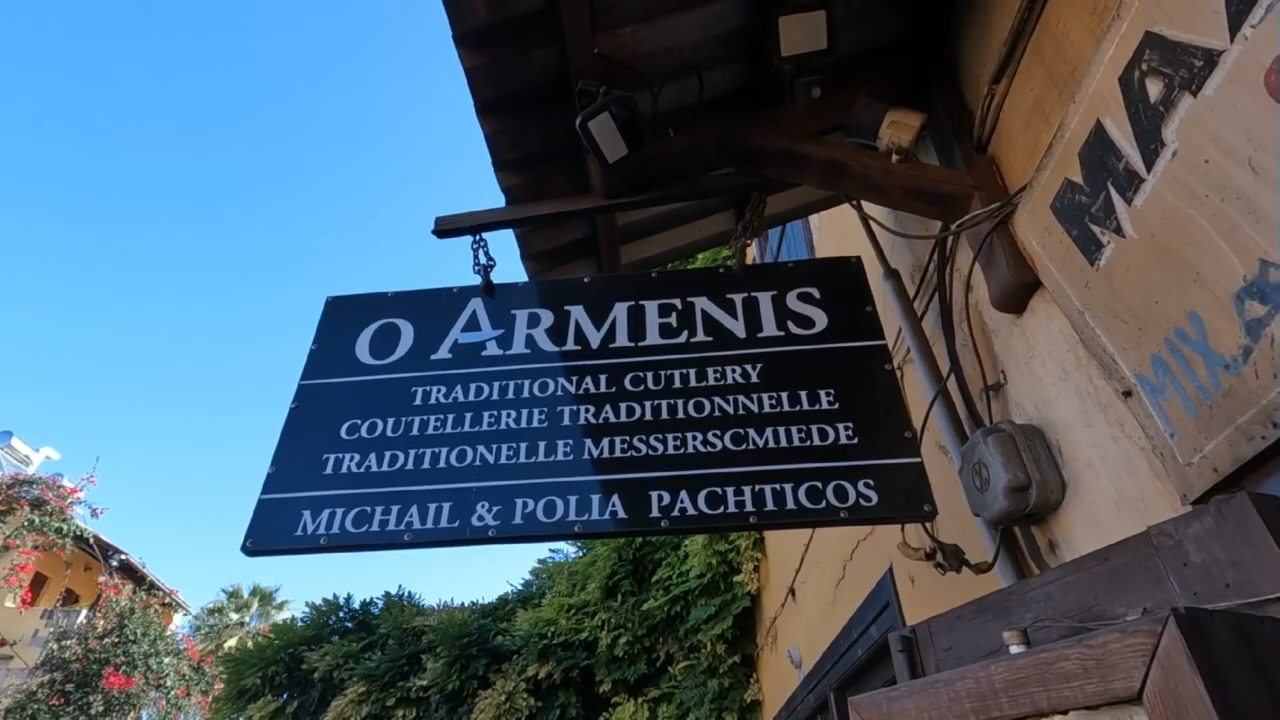 O ARMENIS
TRADITIONAL CUTLERY
COUTELLERIE TRADITIONNELLE
TRADITIONELLE MESSERSCMIEDE
MICHAIL & POLIA PACHTICOS